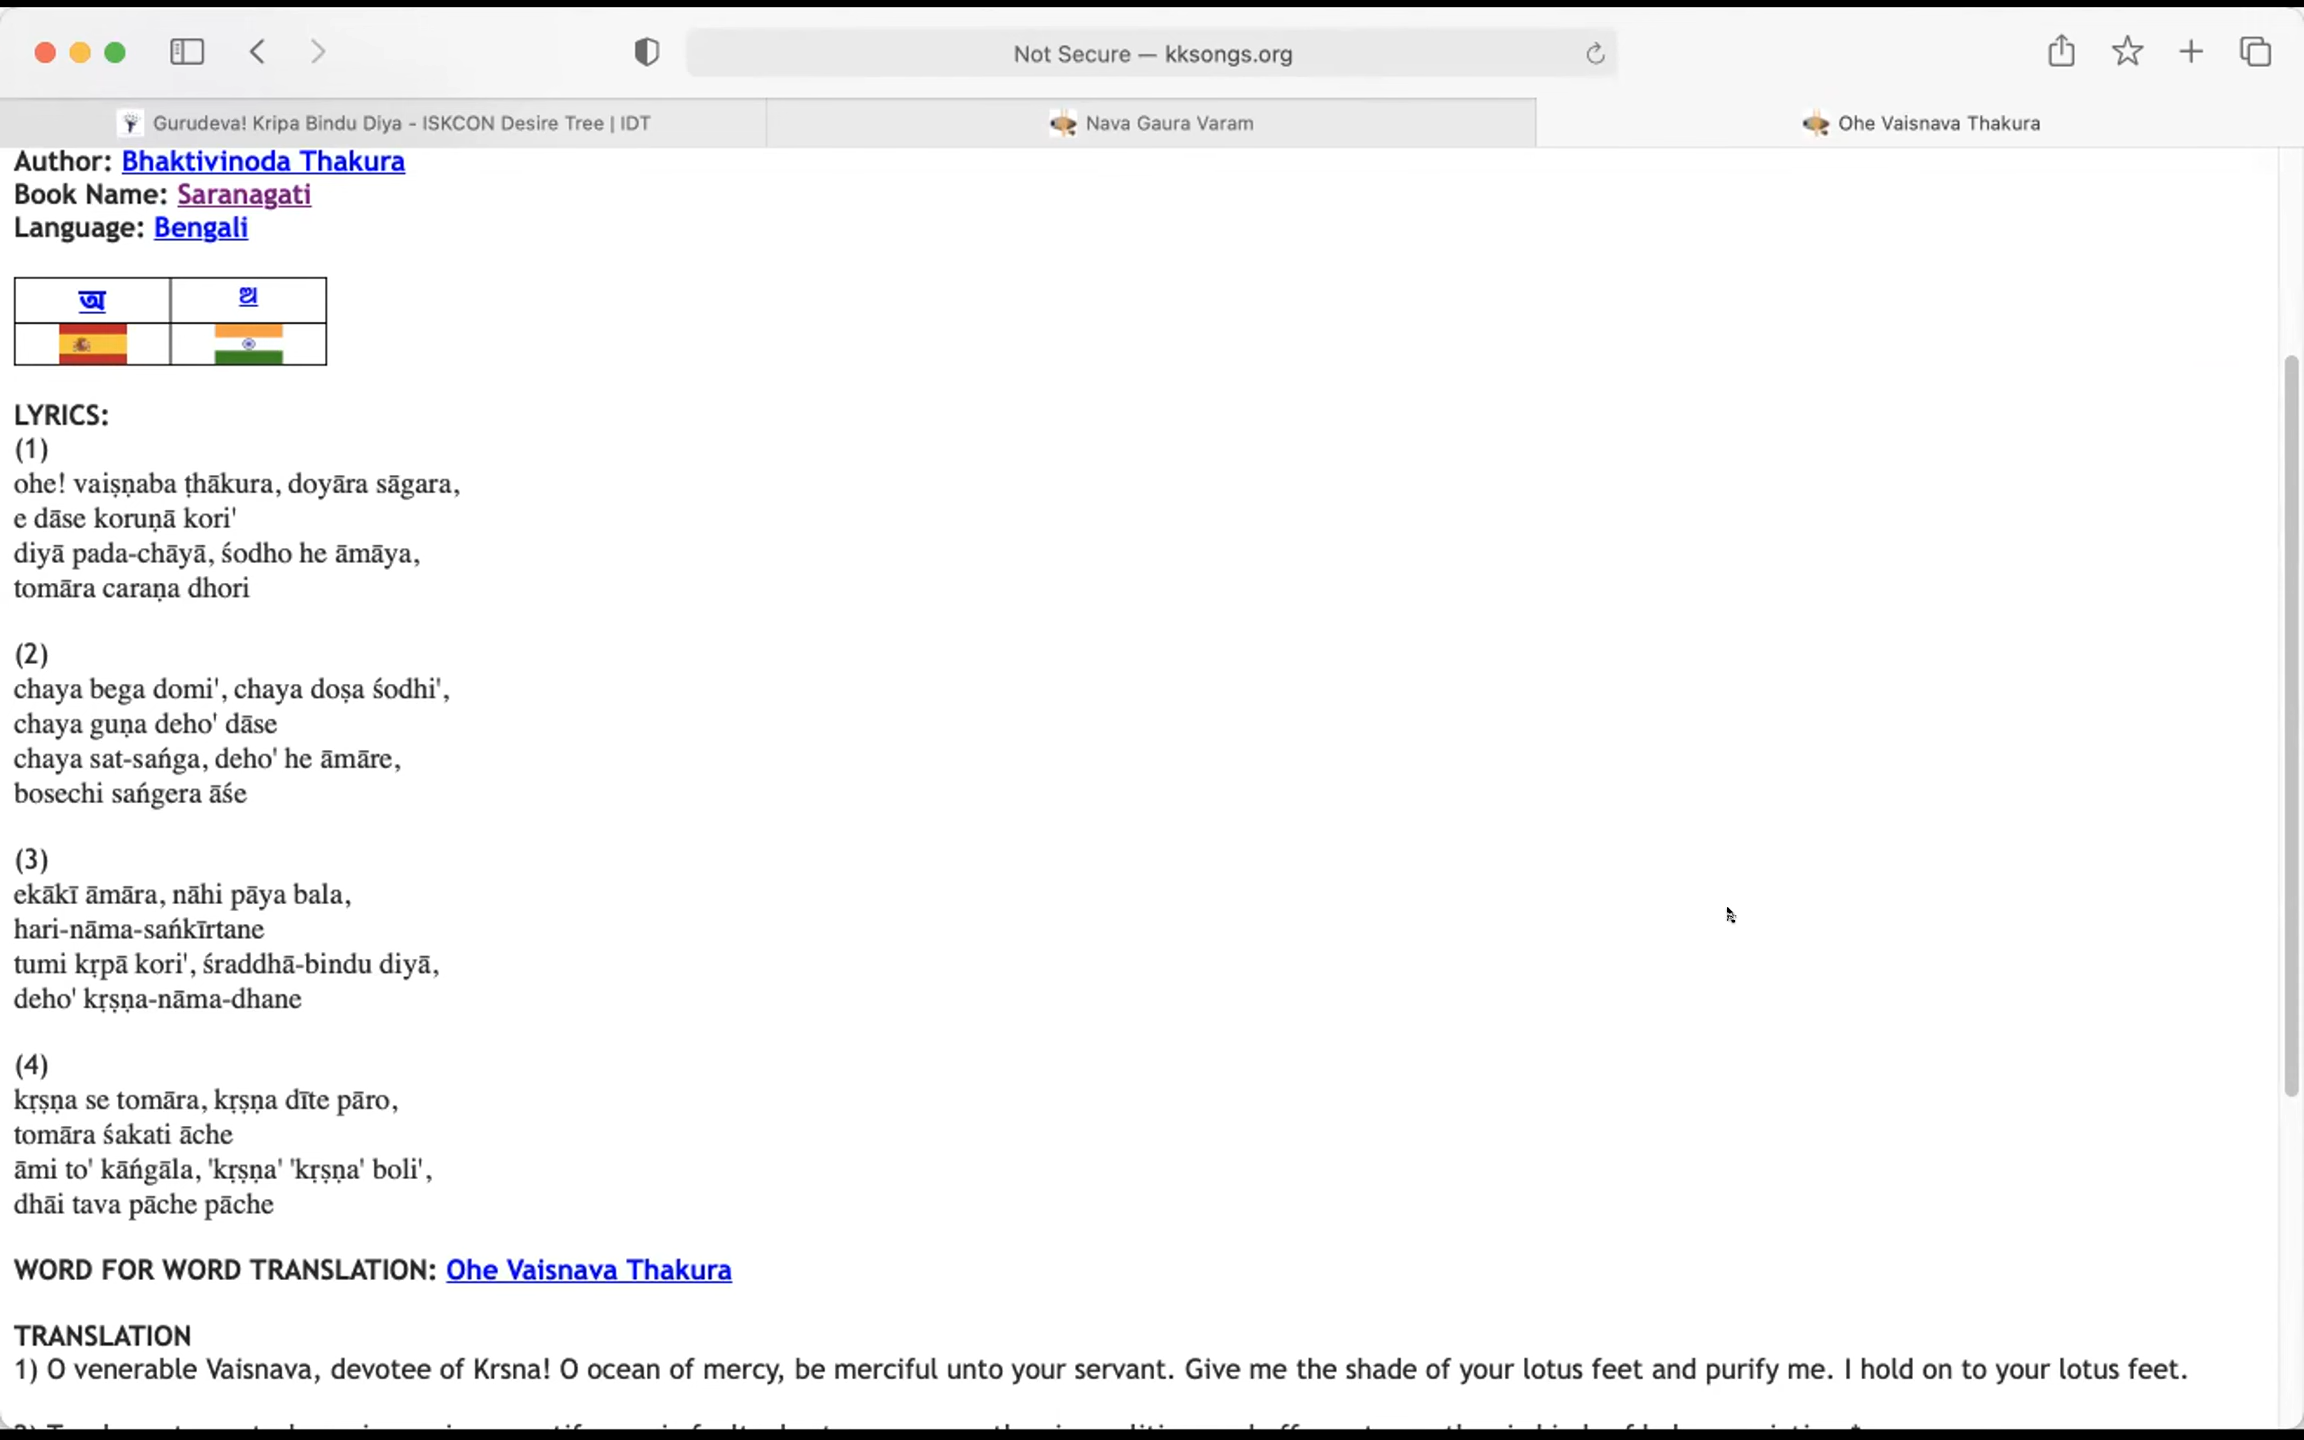 Not Secure — kksongs.org
Gurudeva! Kripa Bindu Diya - ISKCON Desire Tree | IDT
Nava Gaura Varam
Ohe Vaisnava Thakura
Author: Bhaktivinoda Thakura
Book Name: Saranagati
Language: Bengali
অ ଅ
LYRICS:
(1)
ohe! vaiṣṇaba ṭhākura, doyāra sāgara,
e dāse koruṇā kori'
diyā pada-chāyā, śodho he āmāya,
tomāra caraṇa dhori
(2)
chaya bega domi', chaya doṣa śodhi',
chaya guṇa deho' dāse
chaya sat-sańga, deho' he āmāre,
bosechi sańgera āśe
(3)
ekākī āmāra, nāhi pāya bala,
hari-nāma-sańkīrtane
tumi kṛpā kori', śraddhā-bindu diyā,
deho' kṛṣṇa-nāma-dhane
(4)
kṛṣṇa se tomāra, kṛṣṇa dīte pāro,
tomāra śakati āche
āmi to' kāńgāla, 'kṛṣṇa' 'kṛṣṇa' boli',
dhāi tava pāche pāche
WORD FOR WORD TRANSLATION: Ohe Vaisnava Thakura
TRANSLATION
1) O venerable Vaisnava, devotee of Krsna! O ocean of mercy, be merciful unto your servant. Give me the shade of your lotus feet and purify me. I hold on to your lotus feet.